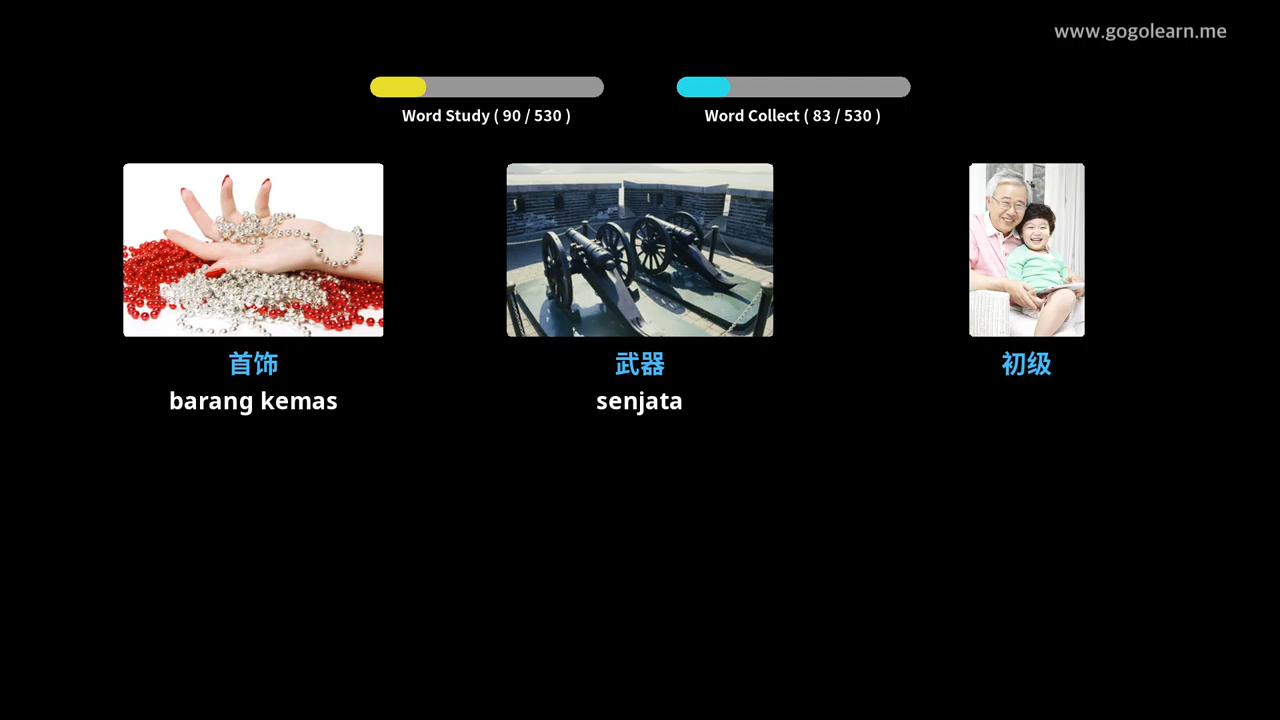 www.gogolearn.me
Word Study ( 90 / 530 )
Word Collect ( 83 / 530 )
首饰
武器
初级
barang kemas
senjata